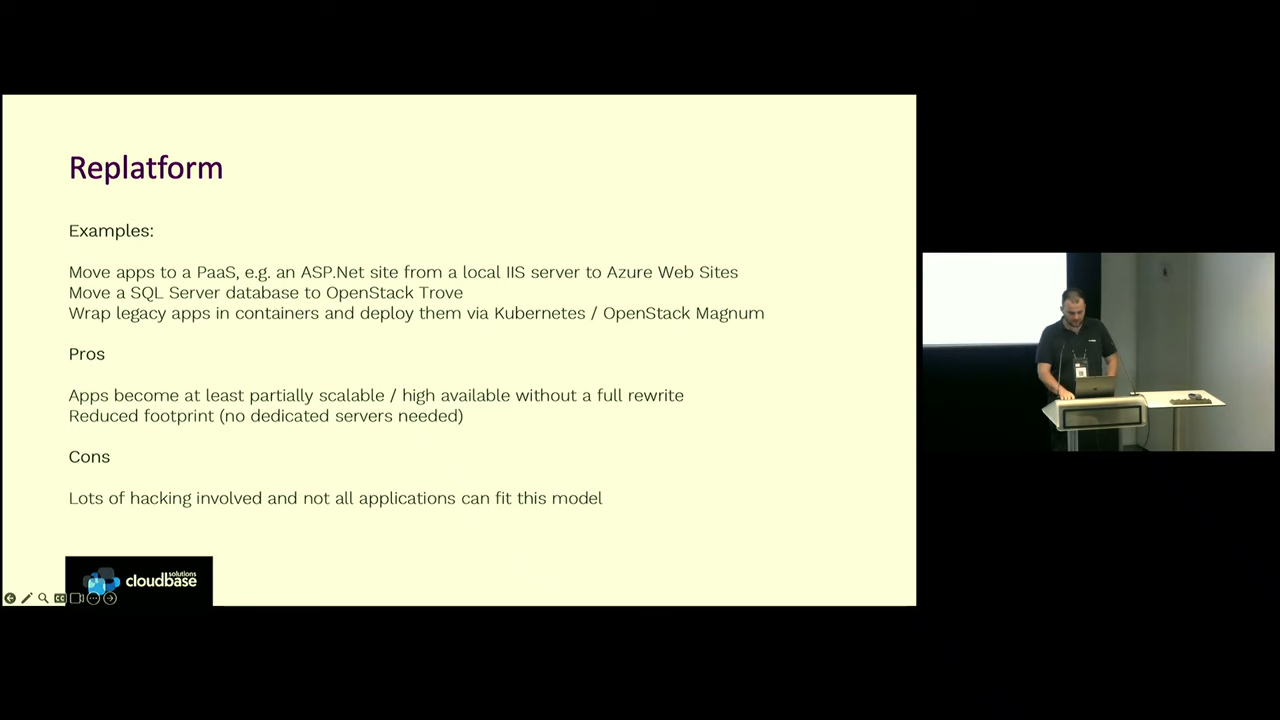 Replatform
Examples:
Move apps to a PaaS, e.g. an ASP.Net site from a local IIS server to Azure Web Sites
Move a SQL Server database to OpenStack Trove
Wrap legacy apps in containers and deploy them via Kubernetes / OpenStack Magnum
Pros
Apps become at least partially scalable / high available without a full rewrite
Reduced footprint (no dedicated servers needed)
Cons
Lots of hacking involved and not all applications can fit this model
cloudbase solutions